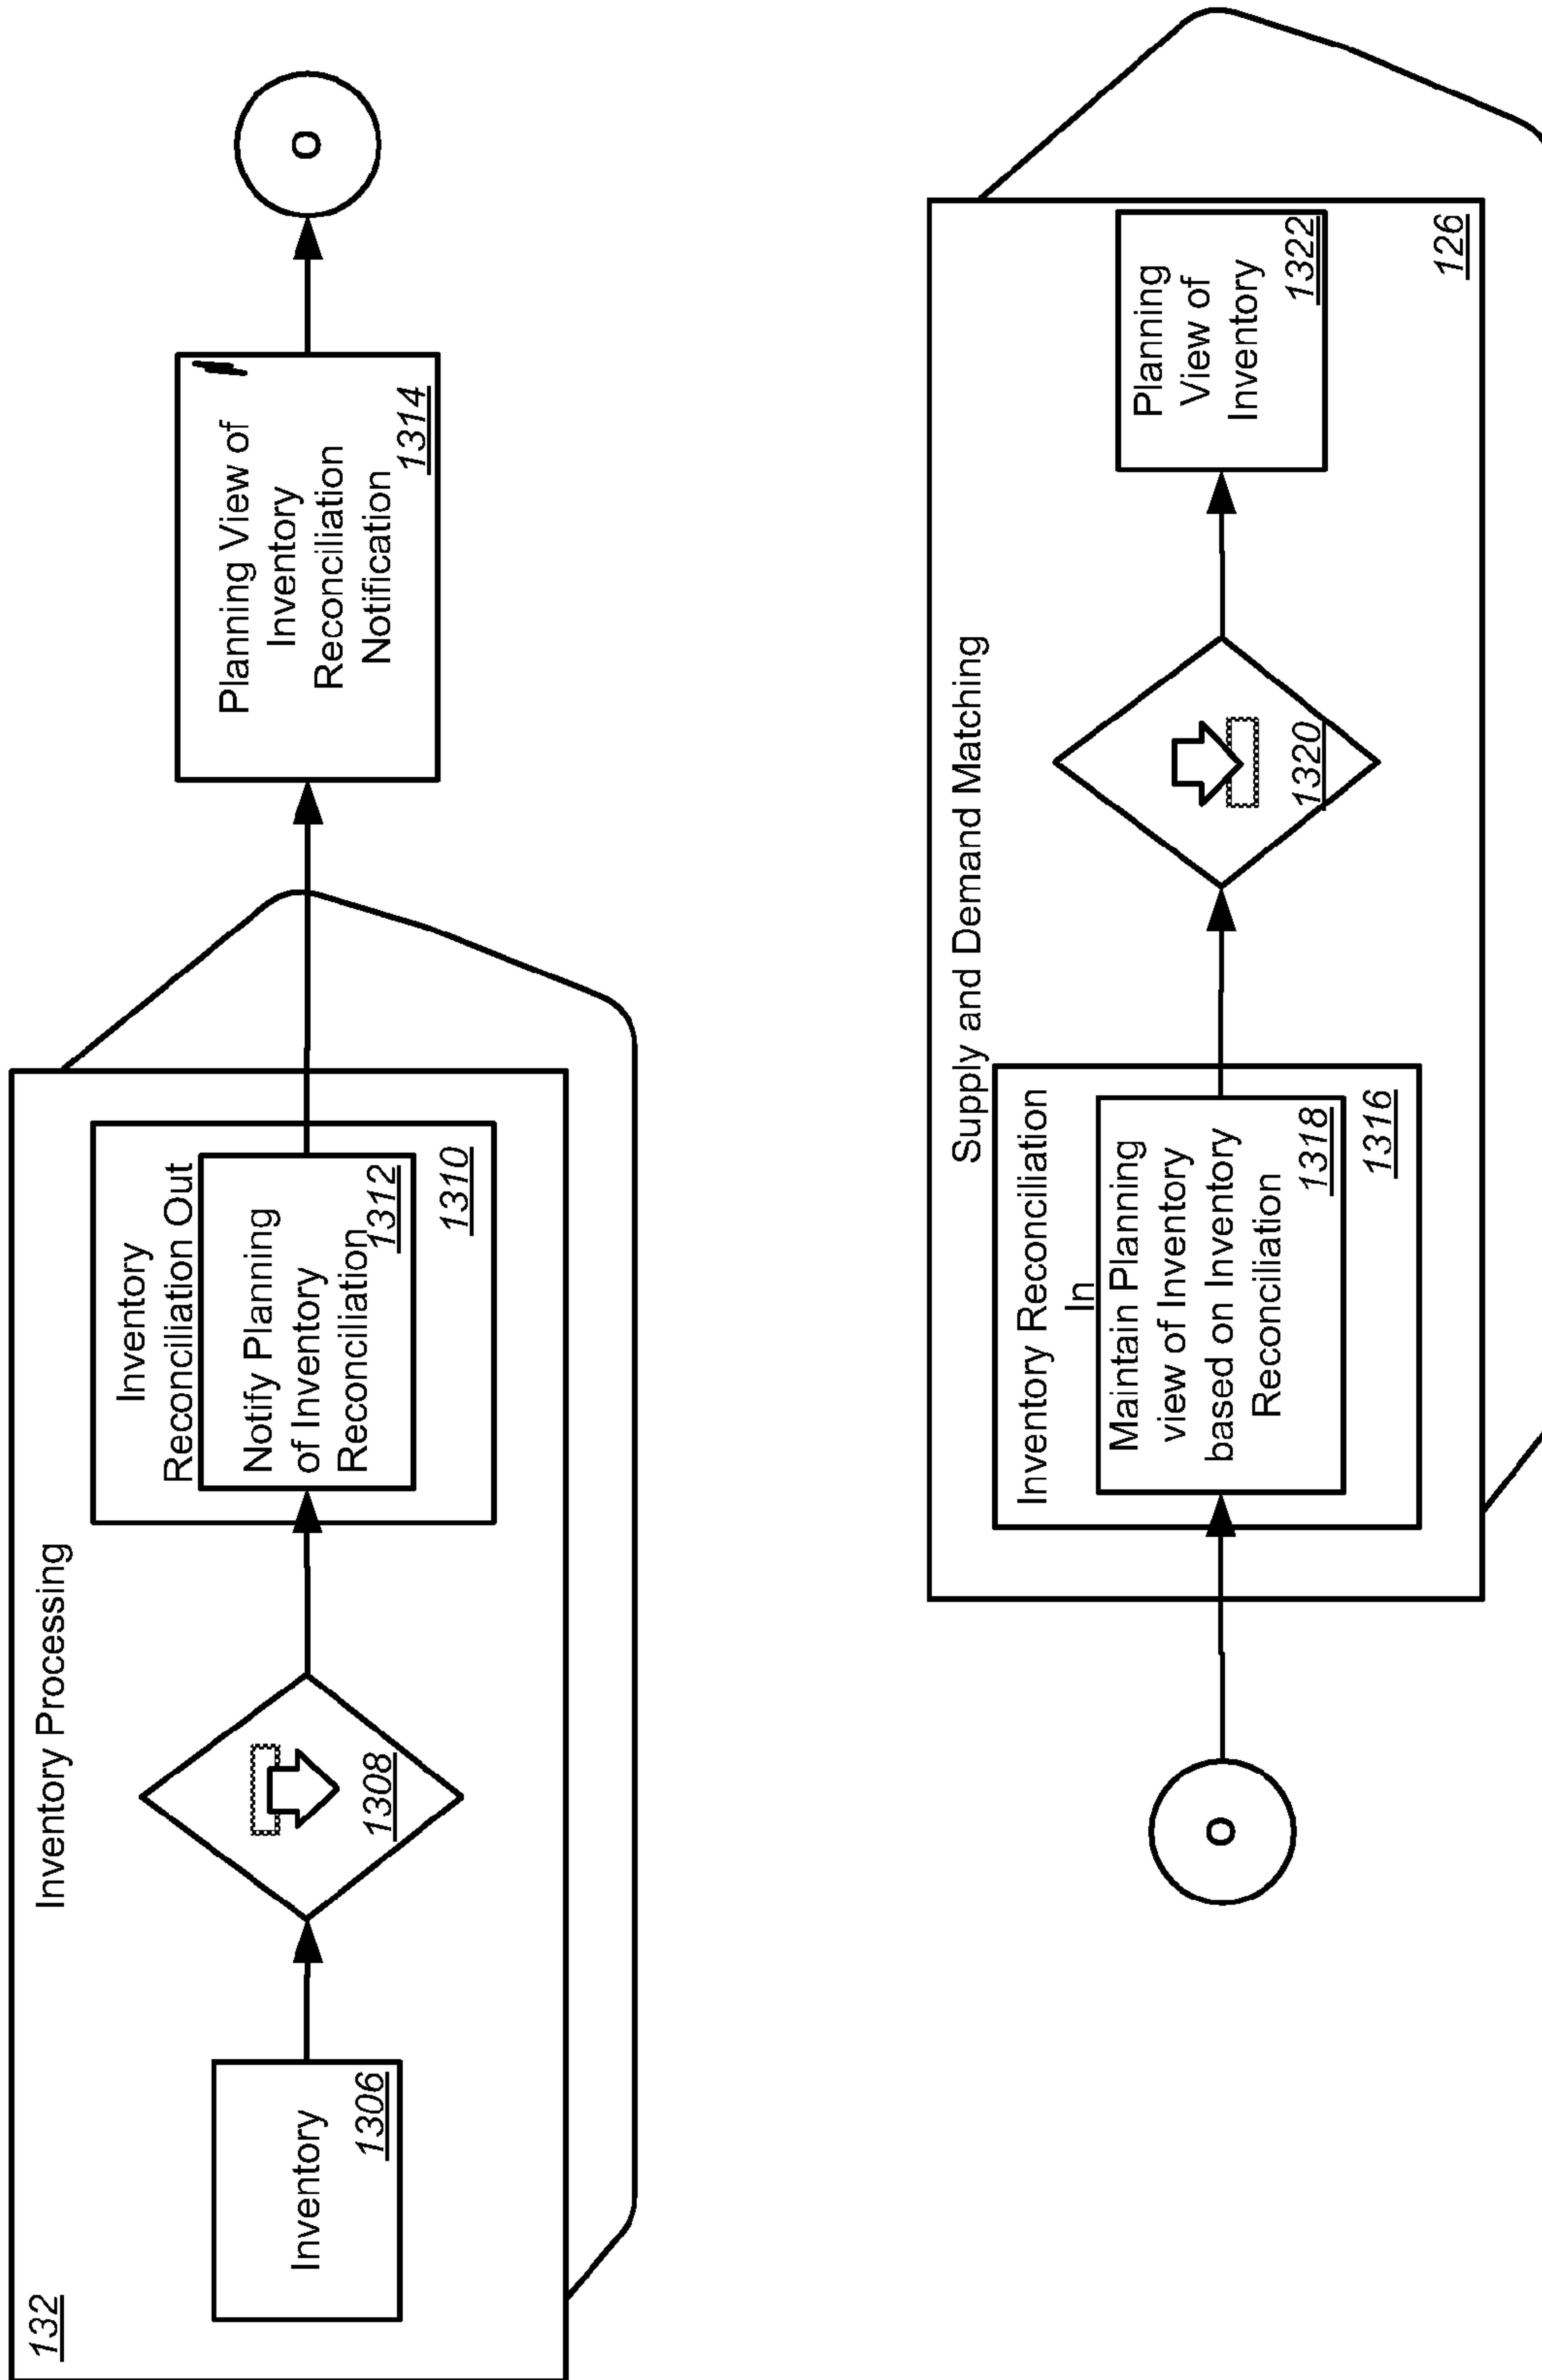 132
Inventory Processing
Inventory
1306
1308
Inventory
Reconciliation Out
Notify Planning
of Inventory
Reconciliation
1312
1310
Planning View of
Inventory
Reconciliation
Notification
1314
O
O
Supply and Demand Matching
Inventory Reconciliation
In
Maintain Planning
view of Inventory
based on Inventory
Reconciliation
1318
1316
1320
Planning
View of
Inventory
1322
126